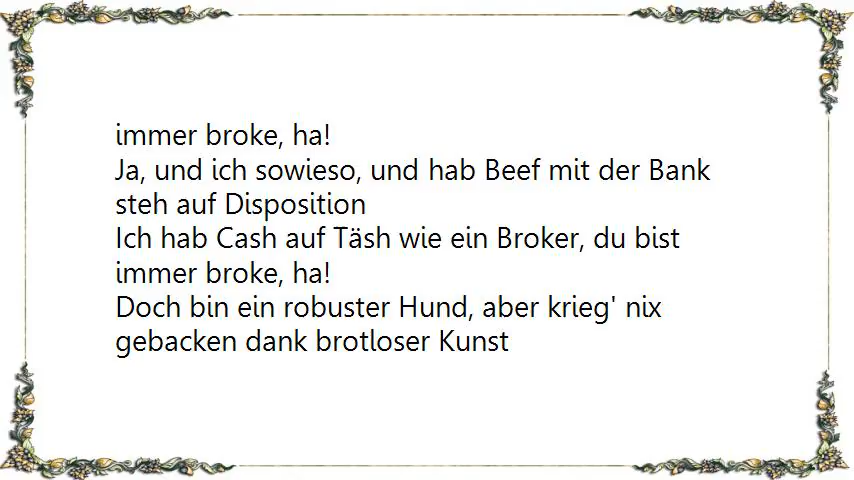 immer broke, ha!
Ja, und ich sowieso, und hab Beef mit der Bank
steh auf Disposition
Ich hab Cash auf Täsh wie ein Broker, du bist
immer broke, ha!
Doch bin ein robuster Hund, aber krieg' nix
gebacken dank brotloser Kunst